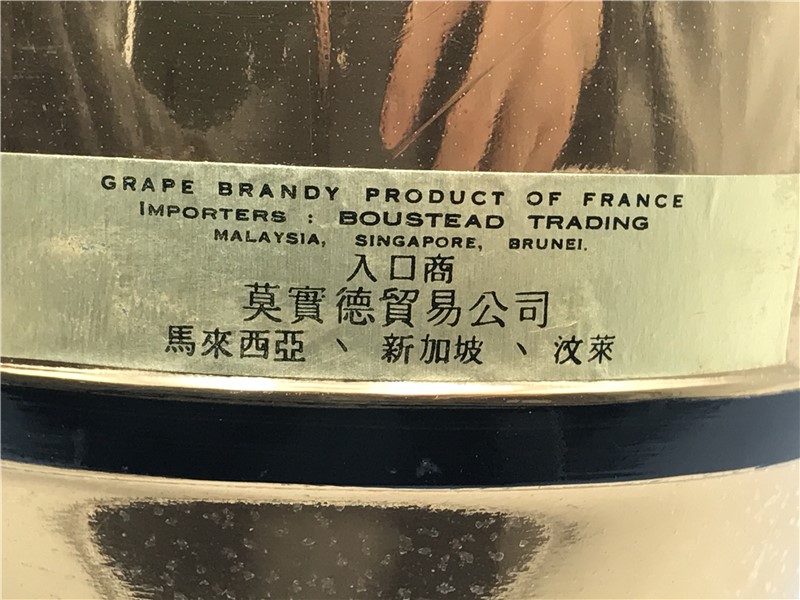 GRAPE BRANDY PRODUCT OF FRANCE
IMPORTERS : BOUSTEAD TRADING
MALAYSIA, SINGAPORE, BRUNEI.
入口商
莫實德貿易公司
馬來西亞、新加坡、汶萊